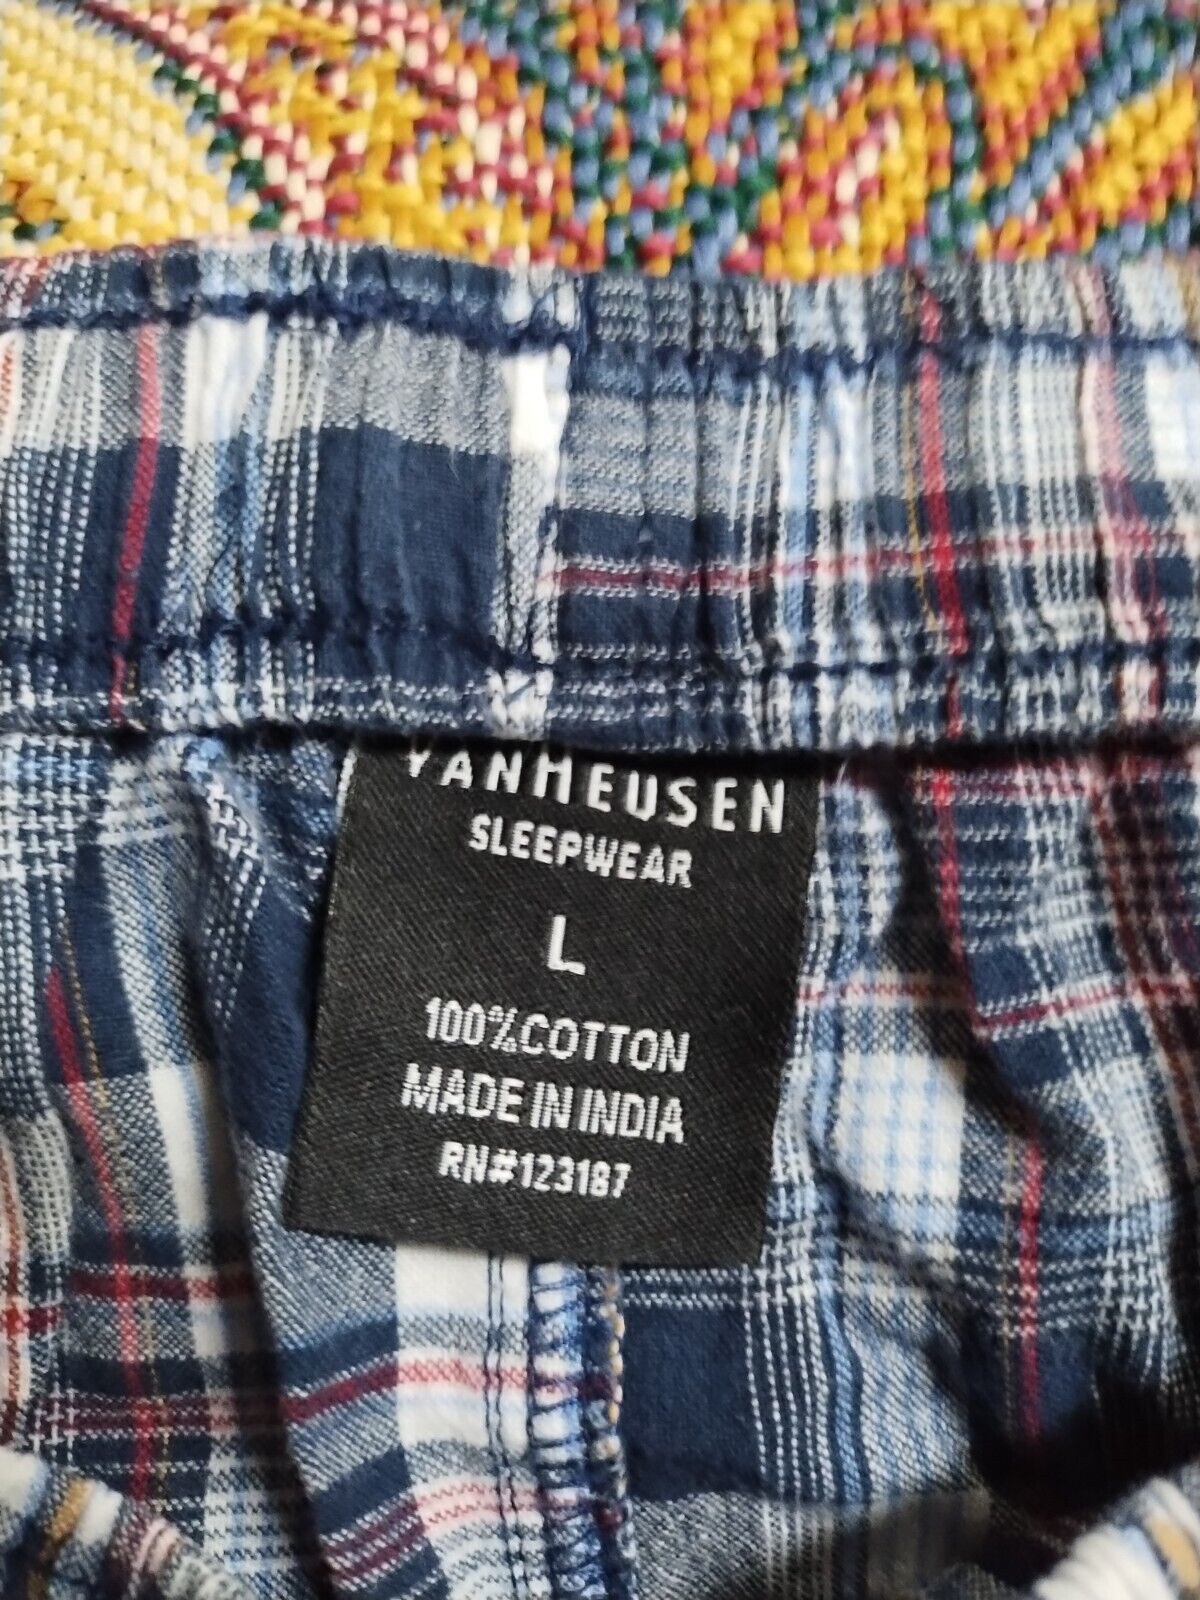 VANHEUSEN
SLEEPWEAR
L
100%COTTON
MADE IN INDIA
RN#123187